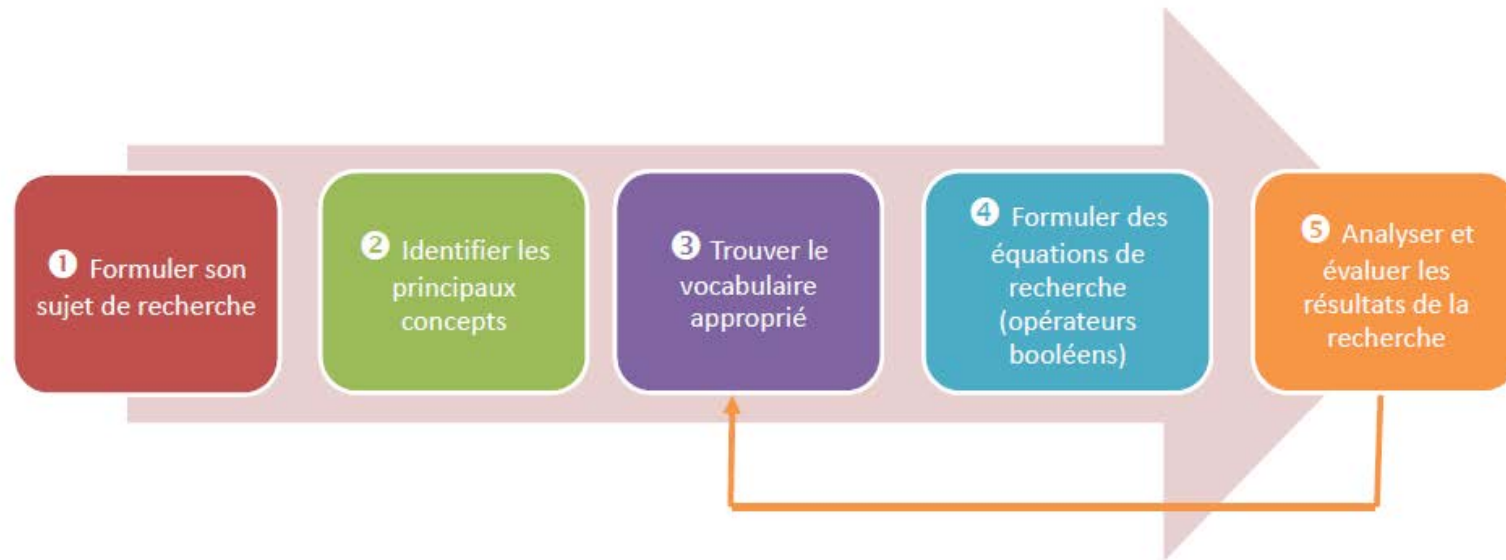 ❶ Formuler son
sujet de recherche
❷ Identifier les
principaux
concepts
❸ Trouver le
vocabulaire
approprié
❹ Formuler des
équations de
recherche
(opérateurs
booléens)
❺ Analyser et
évaluer les
résultats de la
recherche